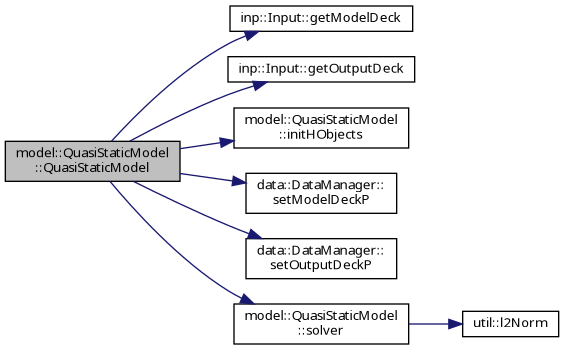 inp::Input::getModelDeck
inp::Input::getOutputDeck
model::QuasiStaticModel
::initHObjects
model::QuasiStaticModel
::QuasiStaticModel
data::DataManager::
setModelDeckP
data::DataManager::
setOutputDeckP
model::QuasiStaticModel
::solver
util::l2Norm